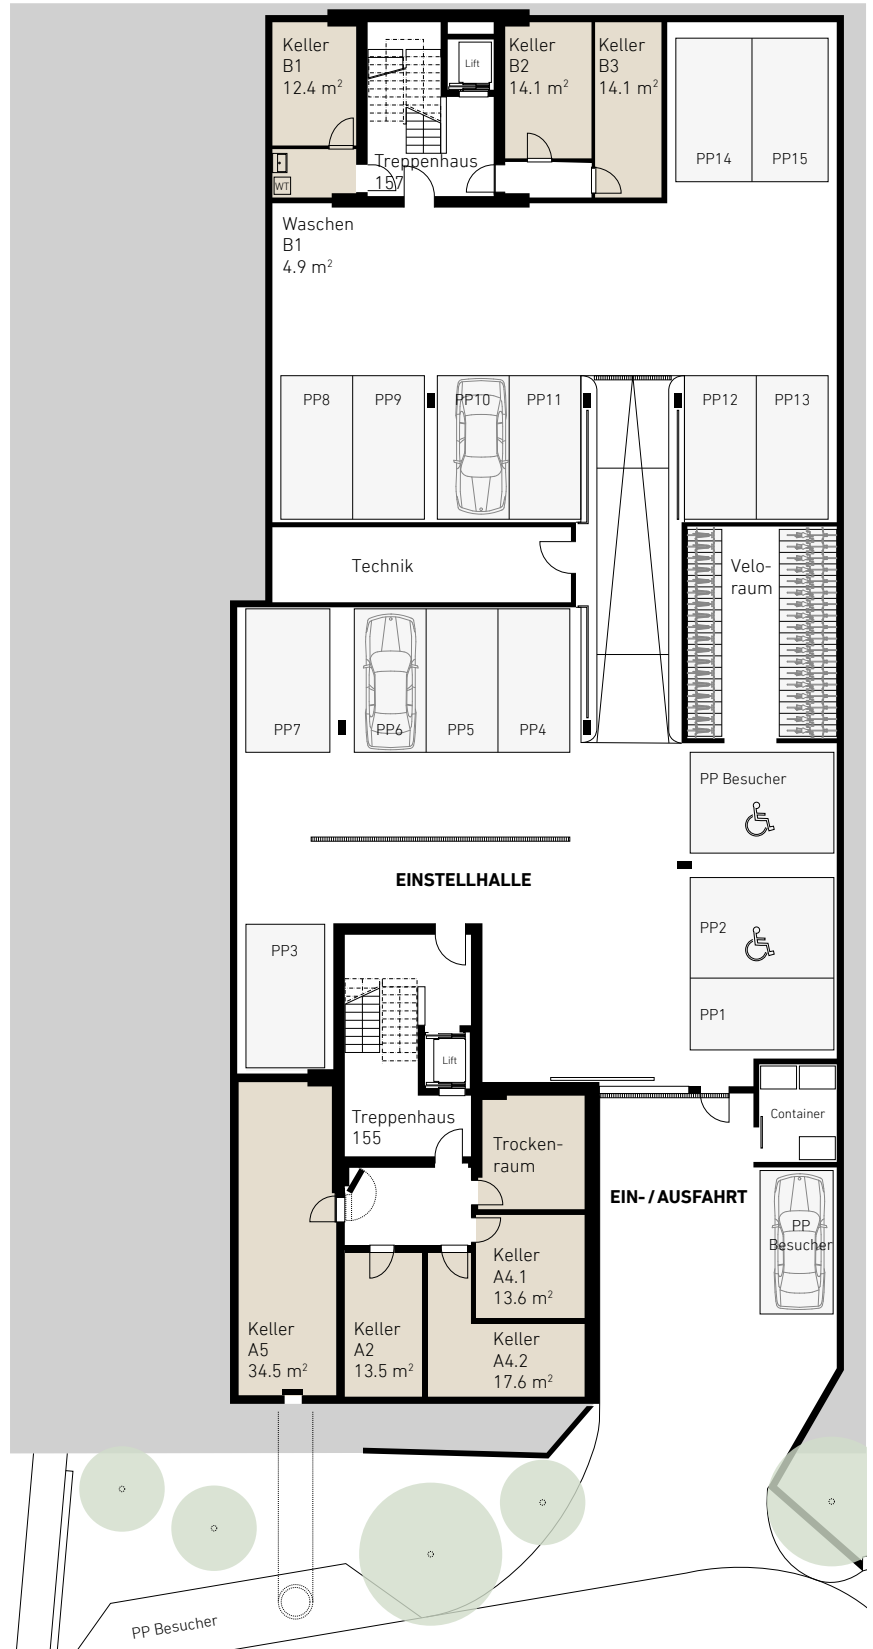 Keller
B1
12.4 m²
Lift
Keller
B2
14.1 m²
Keller
B3
14.1 m²
PP14
PP15
Treppenhaus
157
WT
Waschen
B1
4.9 m²
PP8
PP9
PP10
PP11
PP12
PP13
Technik
Velo-
raum
PP7
PP6
PP5
PP4
PP Besucher
EINSTELLHALLE
PP2
PP3
PP1
Lift
Treppenhaus
155
Container
Trocken-
raum
EIN- / AUSFAHRT
PP
Besucher
Keller
A4.1
13.6 m²
Keller
A5
34.5 m²
Keller
A2
13.5 m²
Keller
A4.2
17.6 m²
PP Besucher